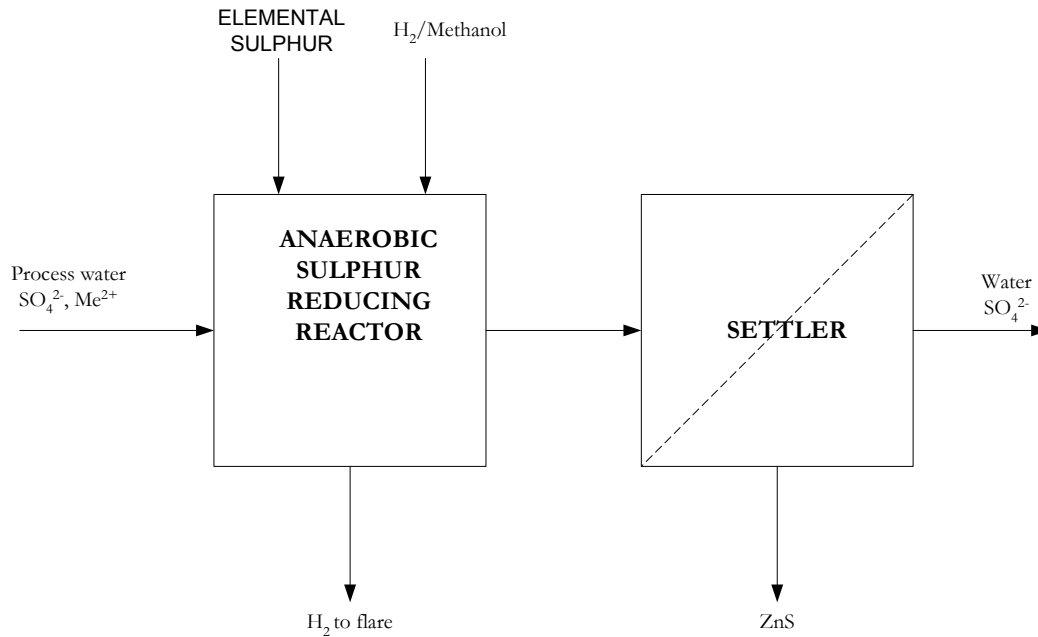 ELEMENTAL
SULPHUR
H₂/Methanol
ANAEROBIC
SULPHUR
REDUCING
REACTOR
Process water
SO₄²⁻, Me²⁺
SETTLER
Water
SO₄²⁻
H₂ to flare
ZnS